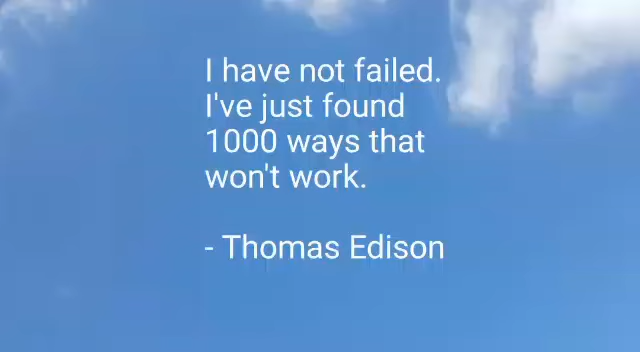 I have not failed.
I've just found
1000 ways that
won't work.
- Thomas Edison